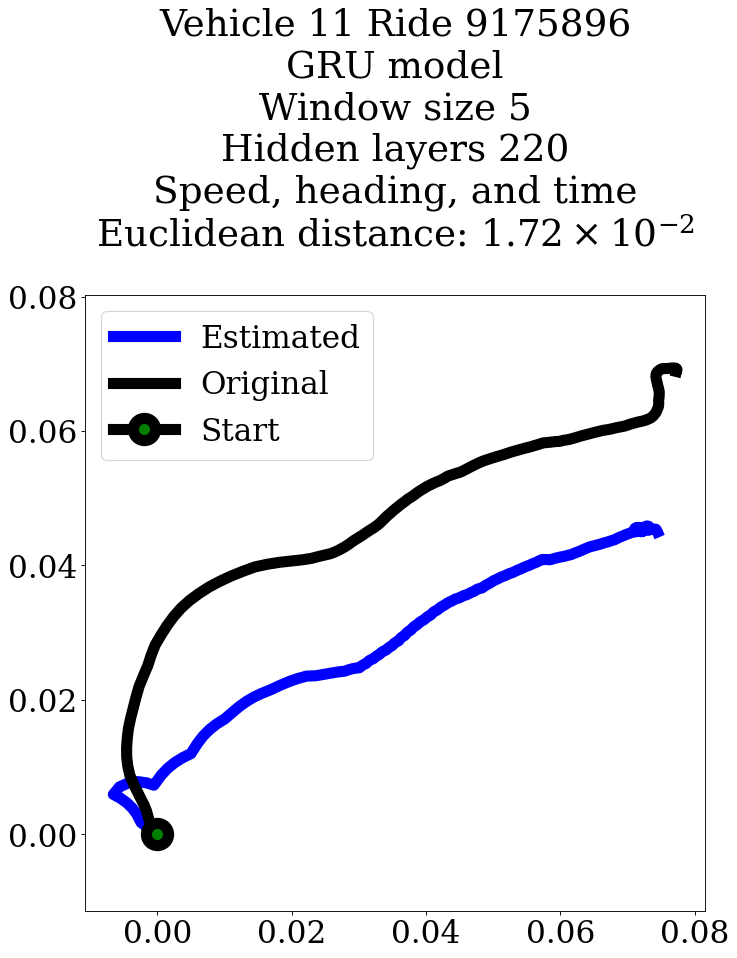 Vehicle 11 Ride 9175896
GRU model
Window size 5
Hidden layers 220
Speed, heading, and time
Euclidean distance: 1.72 × 10⁻²
0.08
Estimated
Original
Start
0.06
0.04
0.02
0.00
0.00 0.02 0.04 0.06 0.08